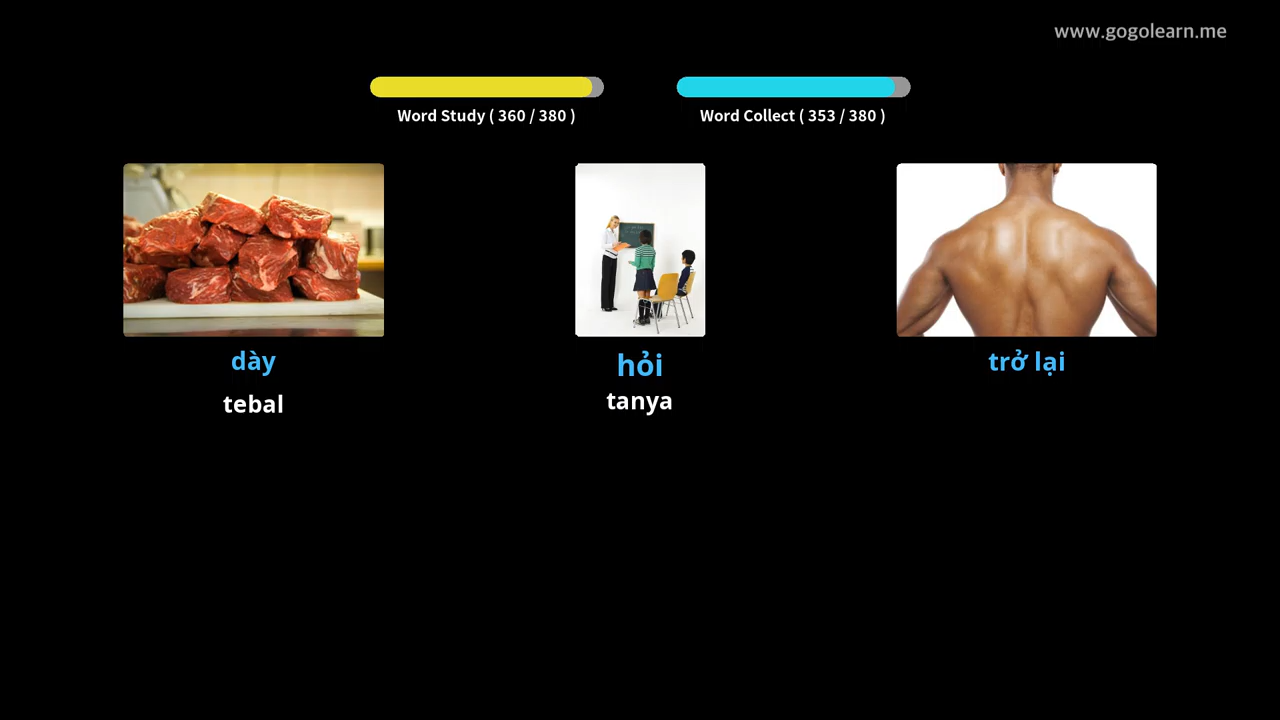 www.gogolearn.me
Word Study ( 360 / 380 )
Word Collect ( 353 / 380 )
dày
hỏi
trở lại
tebal
tanya